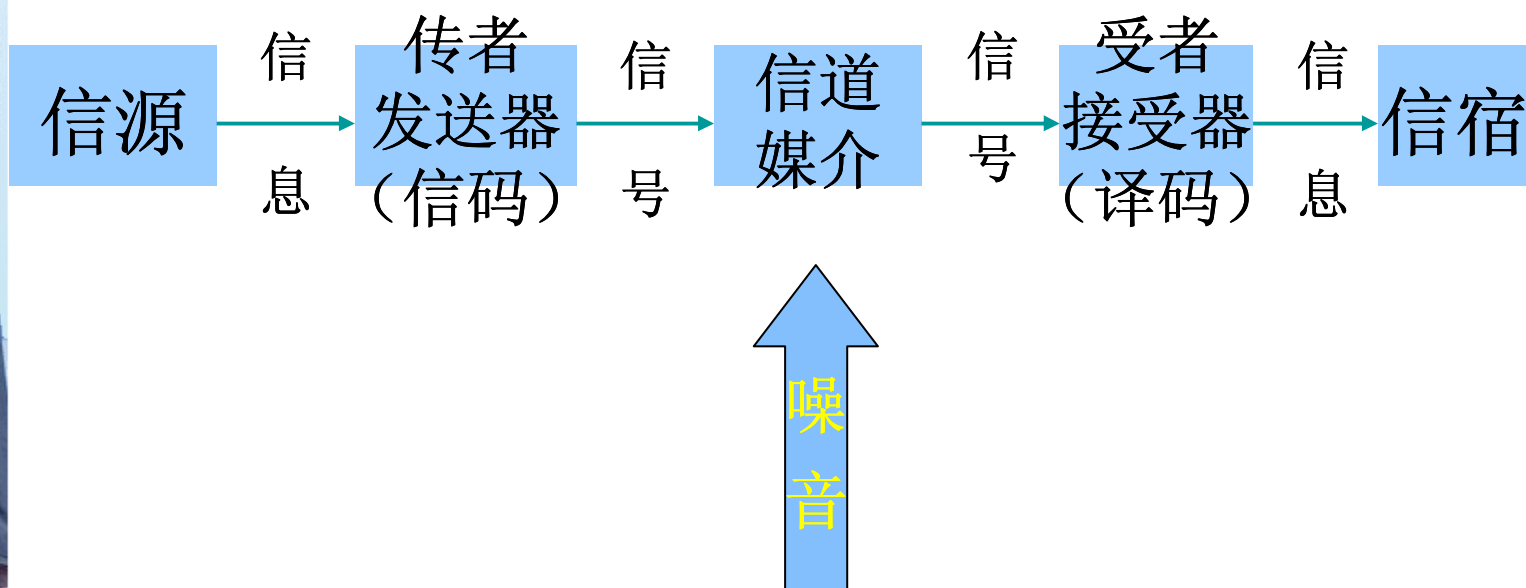 信源
信
息
传者
发送器
（信码）
信
号
信道
媒介
信
号
受者
接受器
（译码）
信
息
信宿
噪
音